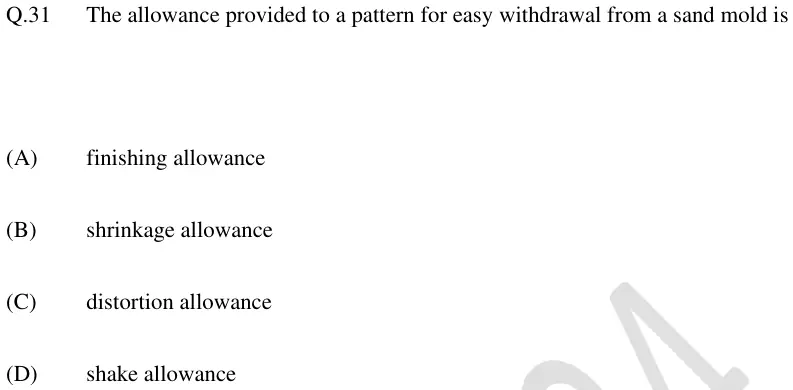 Q.31 The allowance provided to a pattern for easy withdrawal from a sand mold is
(A) finishing allowance
(B) shrinkage allowance
(C) distortion allowance
(D) shake allowance